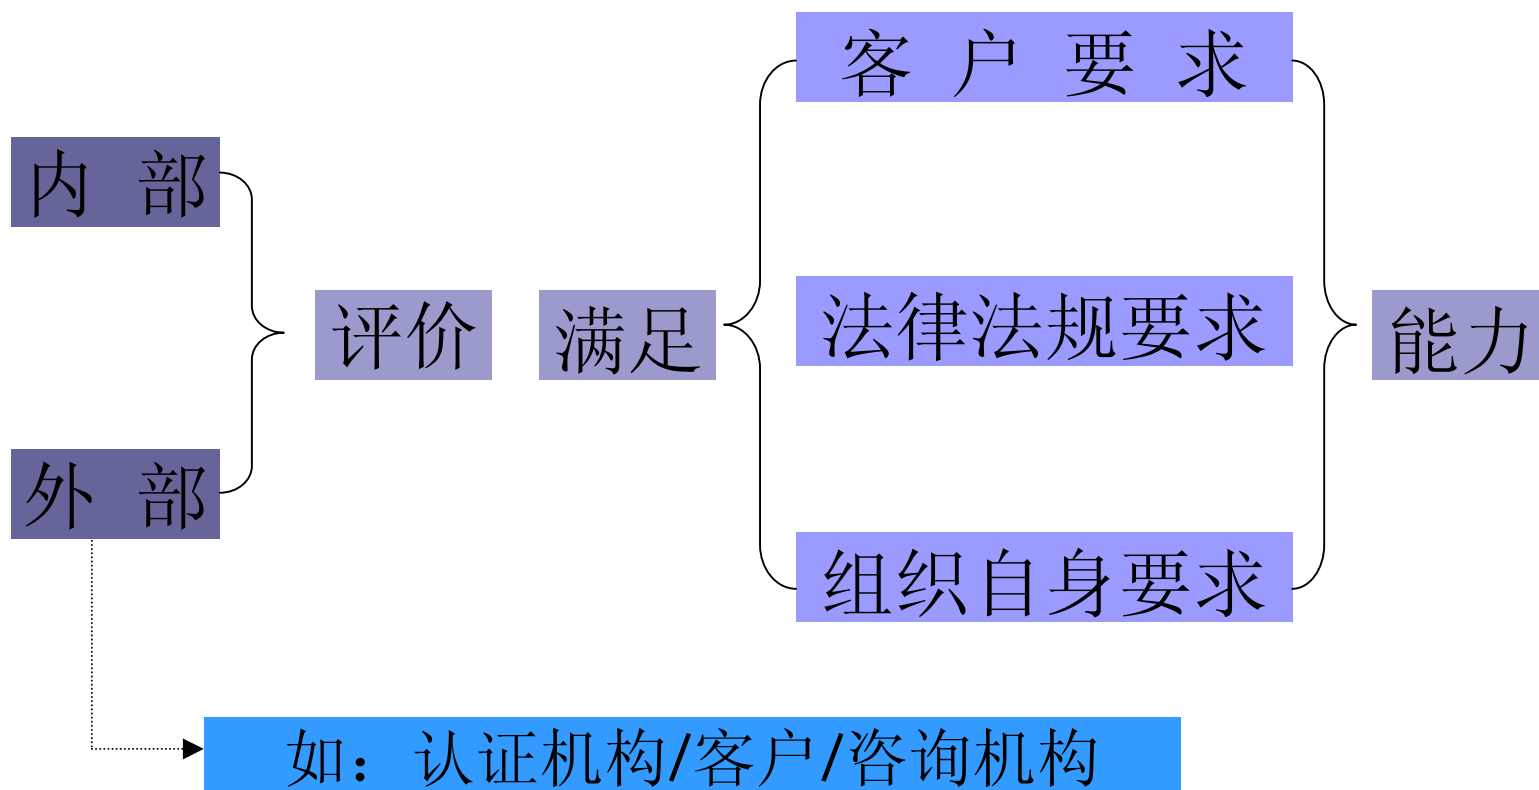 客 户 要 求
内 部
评价
满足
法律法规要求
能力
外 部
组织自身要求
如：认证机构/客户/咨询机构